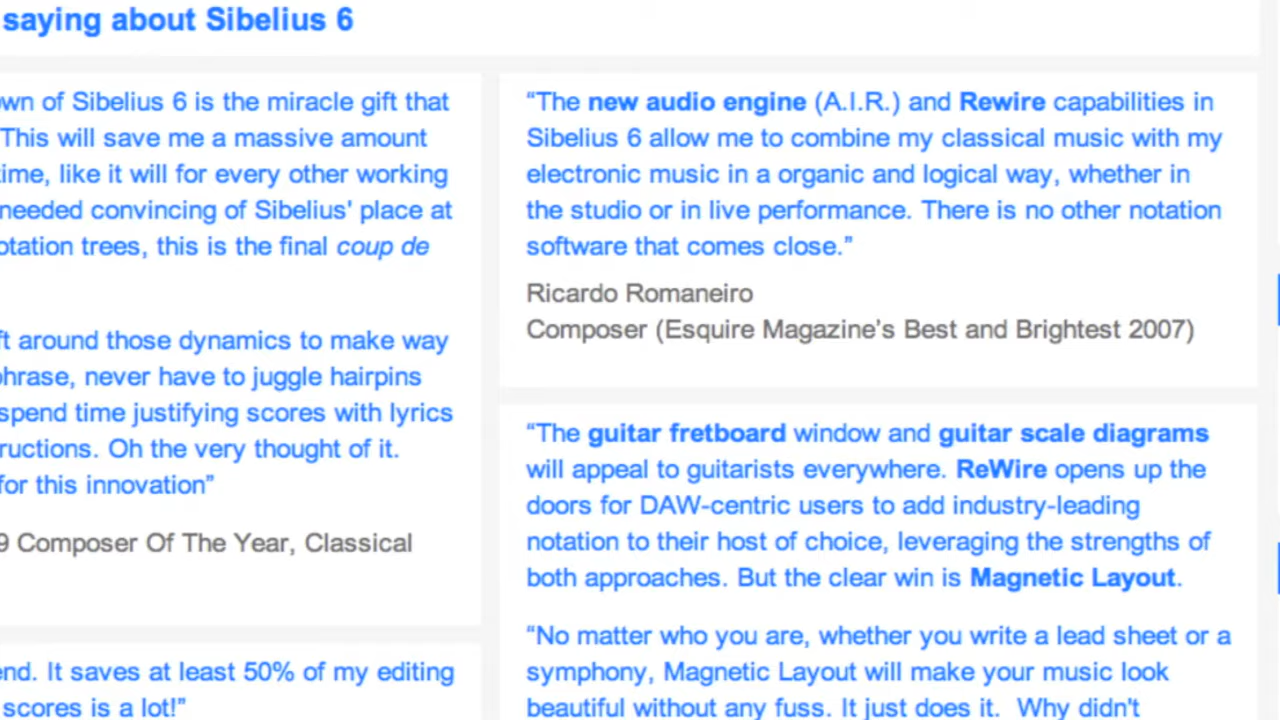 saying about Sibelius 6
wn of Sibelius 6 is the miracle gift that
This will save me a massive amount
ime, like it will for every other working
needed convincing of Sibelius' place at
otation trees, this is the final coup de
ft around those dynamics to make way
phrase, never have to juggle hairpins
spend time justifying scores with lyrics
ructions. Oh the very thought of it.
for this innovation”
9 Composer Of The Year, Classical
end. It saves at least 50% of my editing
scores is a lot!”
“The new audio engine (A.I.R.) and Rewire capabilities in
Sibelius 6 allow me to combine my classical music with my
electronic music in a organic and logical way, whether in
the studio or in live performance. There is no other notation
software that comes close.”
Ricardo Romaneiro
Composer (Esquire Magazine’s Best and Brightest 2007)
“The guitar fretboard window and guitar scale diagrams
will appeal to guitarists everywhere. ReWire opens up the
doors for DAW-centric users to add industry-leading
notation to their host of choice, leveraging the strengths of
both approaches. But the clear win is Magnetic Layout.
“No matter who you are, whether you write a lead sheet or a
symphony, Magnetic Layout will make your music look
beautiful without any fuss. It just does it. Why didn't